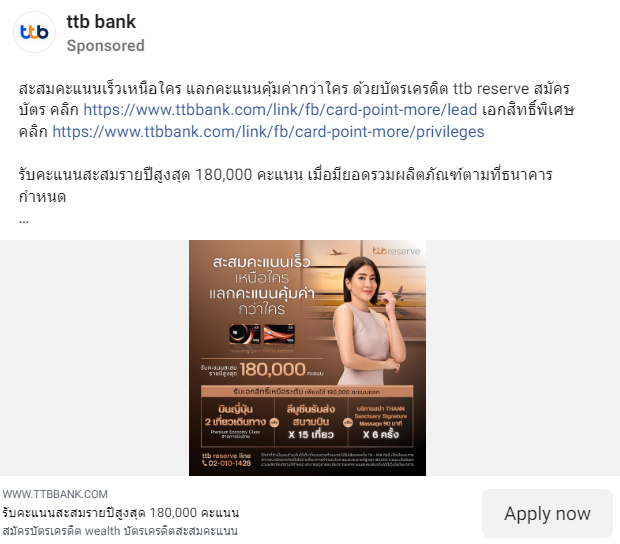 ttb bank
Sponsored
ttb
สะสมคะแนนเร็วเหนือใคร แลกคะแนนคุ้มค่ากว่าใคร ด้วยบัตรเครดิต ttb reserve สมัคร
บัตร คลิก https://www.ttbbank.com/link/fb/card-point-more/lead เอกสิทธิ์พิเศษ
คลิก https://www.ttbbank.com/link/fb/card-point-more/privileges
รับคะแนนสะสมรายปีสูงสุด 180,000 คะแนน เมื่อมียอดรวมผลิตภัณฑ์ตามที่ธนาคาร
กำหนด
...
ttb reserve
สะสมคะแนนเร็ว
เหนือใคร
แลกคะแนนคุ้มค่า
กว่าใคร
รับคะแนนสะสม
รายปีสูงสุด 180,000 คะแนน
รับเอกสิทธิ์เหนือระดับ เพียงใช้ 180,000 คะแนนแลก
บินญี่ปุ่น
2 เที่ยวเดินทาง
Premium Economy Class
ลีมูซีนรับส่ง
สนามบิน
X 15 เที่ยว
บริการสปา THANN
Sanctuary Signature
Massage 90 นาที
X 6 ครั้ง
ttb reserve line
02-010-1428
WWW.TTBBANK.COM
รับคะแนนสะสมรายปีสูงสุด 180,000 คะแนน
สมัครบัตรเครดิต wealth บัตรเครดิตสะสมคะแนน
Apply now